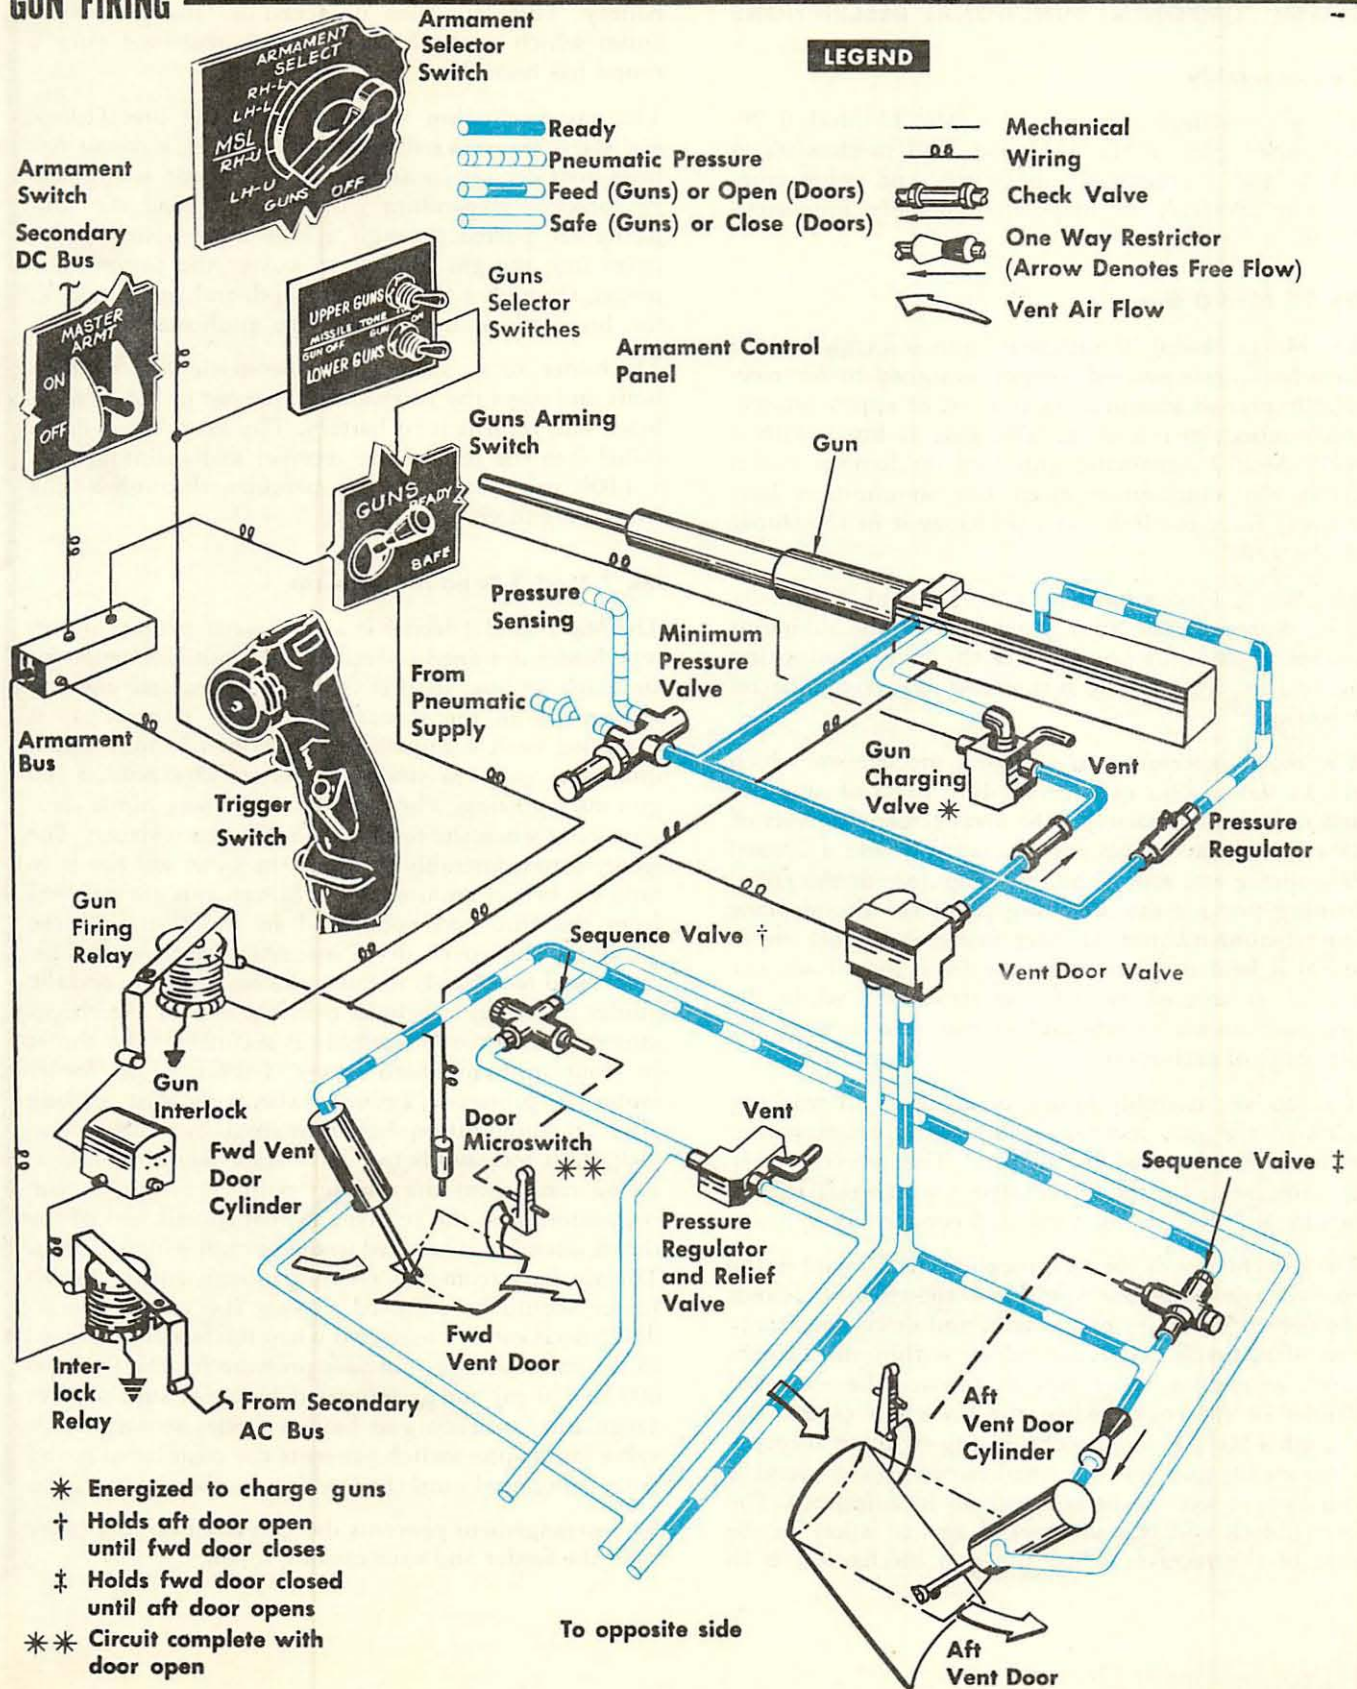 GUN FIRING
Armament
Selector
Switch
ARMAMENT
SELECT
RH-L
LH-L
MSL
RH-U
LH-U
GUNS
OFF
LEGEND
Ready
Pneumatic Pressure
Feed (Guns) or Open (Doors)
Safe (Guns) or Close (Doors)
Mechanical
Wiring
Check Valve
One Way Restrictor
(Arrow Denotes Free Flow)
Vent Air Flow
Armament
Switch
Secondary
DC Bus
MASTER
ARMT
ON
OFF
UPPER GUNS
MISSILE TONE
GUN OFF
GUN ON
LOWER GUNS
Guns
Selector
Switches
Armament Control
Panel
Guns Arming
Switch
GUNS
READY
SAFE
Gun
Pressure
Sensing
Minimum
Pressure
Valve
From
Pneumatic
Supply
Gun
Charging
Valve *
Vent
Pressure
Regulator
Armament
Bus
Trigger
Switch
Gun
Firing
Relay
Sequence Valve †
Vent Door Valve
Gun
Interlock
Fwd Vent
Door
Cylinder
Door
Microswitch
**
Vent
Pressure
Regulator
and Relief
Valve
Sequence Valve ‡
Fwd
Vent Door
Inter-
lock
Relay
From Secondary
AC Bus
Aft
Vent Door
Cylinder
* Energized to charge guns
† Holds aft door open
until fwd door closes
‡ Holds fwd door closed
until aft door opens
** Circuit complete with
door open
To opposite side
Aft
Vent Door